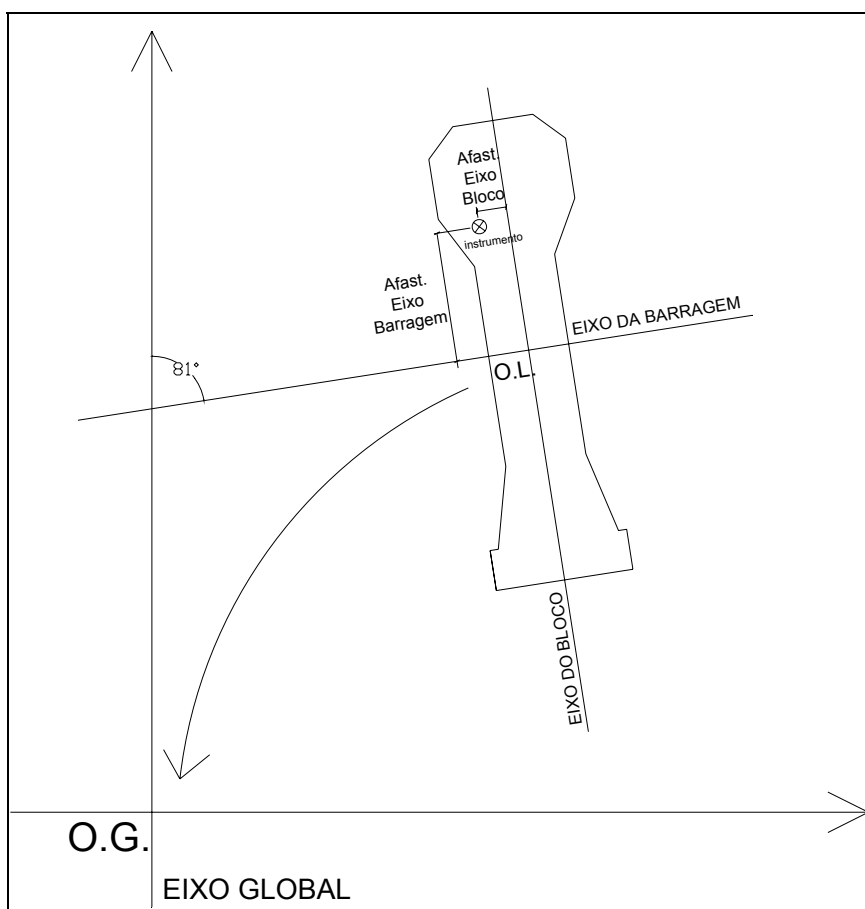 Afast.
Eixo
Bloco
instrumento
Afast.
Eixo
Barragem
EIXO DA BARRAGEM
81°
O.L.
EIXO DO BLOCO
O.G.
EIXO GLOBAL